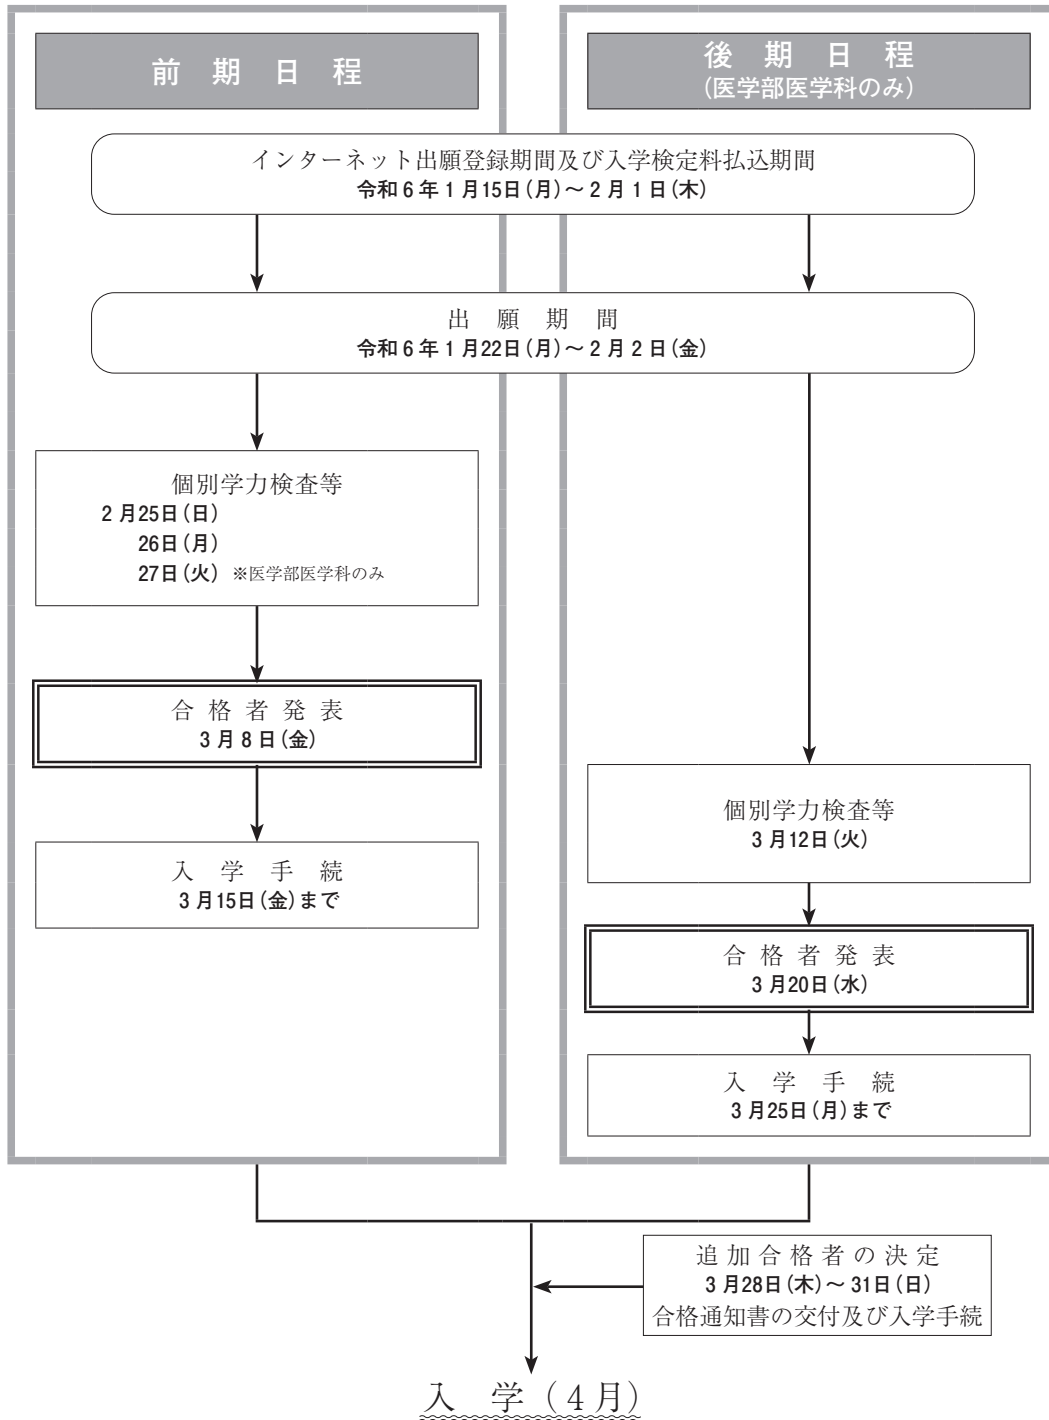 前期日程
後期日程
(医学部医学科のみ)
インターネット出願登録期間及び入学検定料払込期間
令和6年1月15日(月)～2月1日(木)
出願期間
令和6年1月22日(月)～2月2日(金)
個別学力検査等
2月25日(日)
26日(月)
27日(火) ※医学部医学科のみ
合格者発表
3月8日(金)
入学手続
3月15日(金)まで
個別学力検査等
3月12日(火)
合格者発表
3月20日(水)
入学手続
3月25日(月)まで
追加合格者の決定
3月28日(木)～31日(日)
合格通知書の交付及び入学手続
入学(4月)